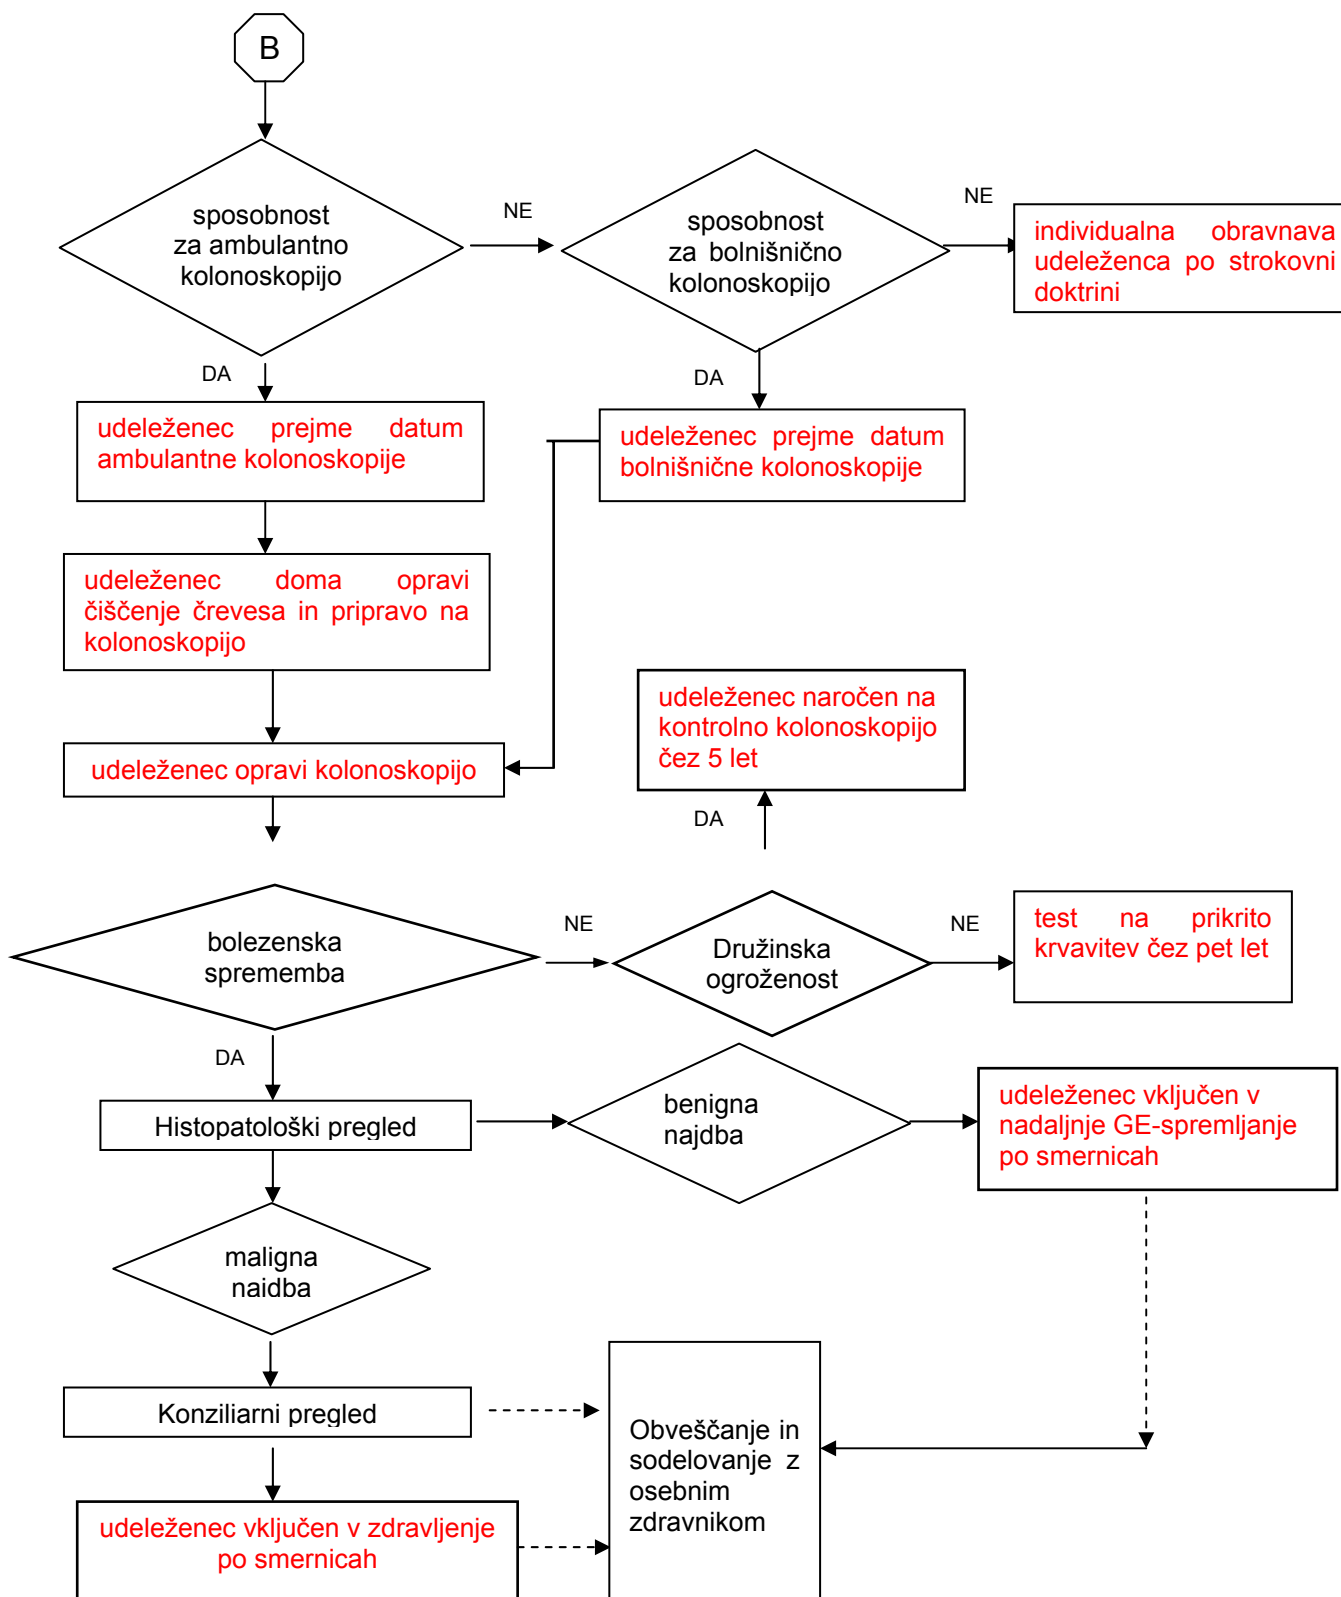 B
sposobnost
za ambulantno
kolonoskopijo
NE
sposobnost
za bolnišnično
kolonoskopijo
NE
individualna obravnava
udeleženca po strokovni
doktrini
DA
DA
udeleženec prejme datum
ambulantne kolonoskopije
udeleženec prejme datum
bolnišnične kolonoskopije
udeleženec doma opravi
čiščenje črevesa in pripravo na
kolonoskopijo
udeleženec naročen na
kontrolno kolonoskopijo
čez 5 let
udeleženec opravi kolonoskopijo
DA
bolezenska
sprememba
NE
Družinska
ogroženost
NE
test na prikrito
krvavitev čez pet let
DA
Histopatološki pregled
benigna
najdba
udeleženec vključen v
nadaljnje GE-spremljanje
po smernicah
maligna
naidba
Konziliarni pregled
Obveščanje in
sodelovanje z
osebnim
zdravnikom
udeleženec vključen v zdravljenje
po smernicah